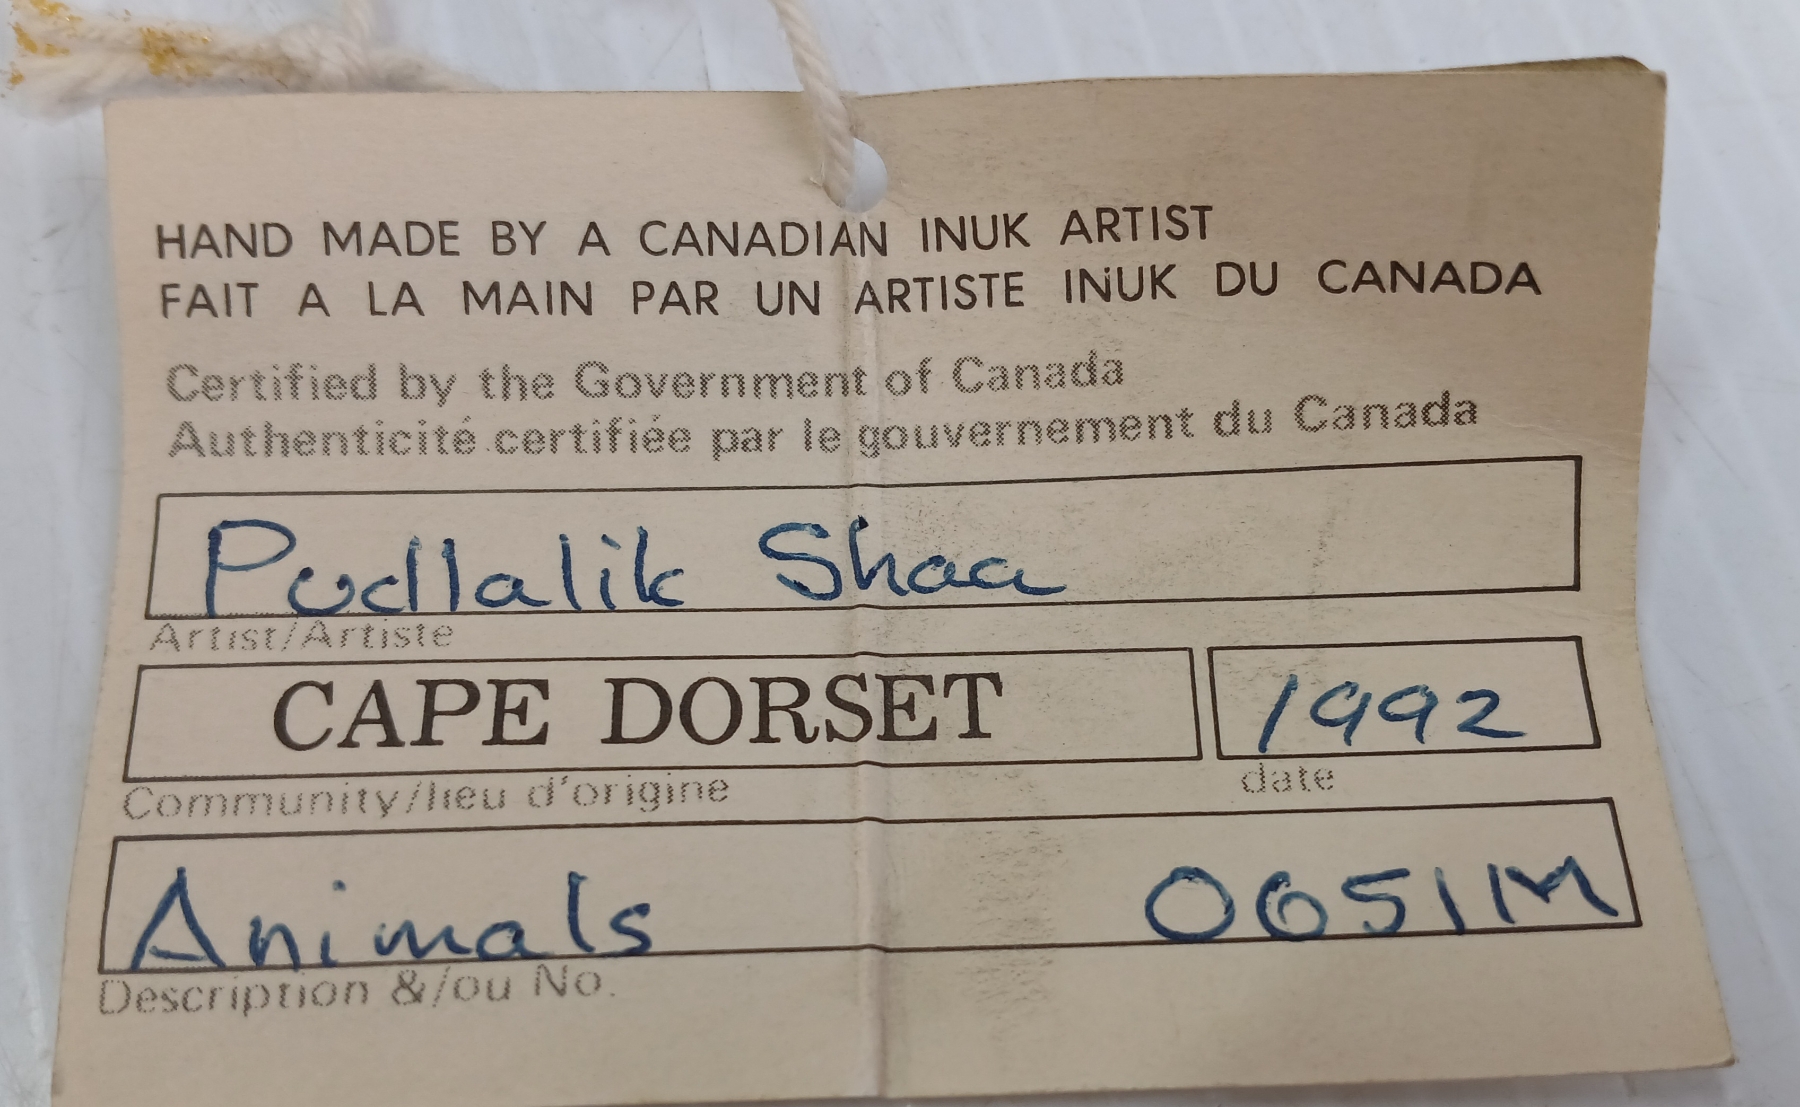 HAND MADE BY A CANADIAN INUK ARTIST
FAIT A LA MAIN PAR UN ARTISTE INUK DU CANADA
Certified by the Government of Canada
Authenticité certifiée par le gouvernement du Canada
Pudlalik Shaa
Artist/Artiste
CAPE DORSET 1992
Community/lieu d'origine date
Animals 0651M
Description &/ou No.